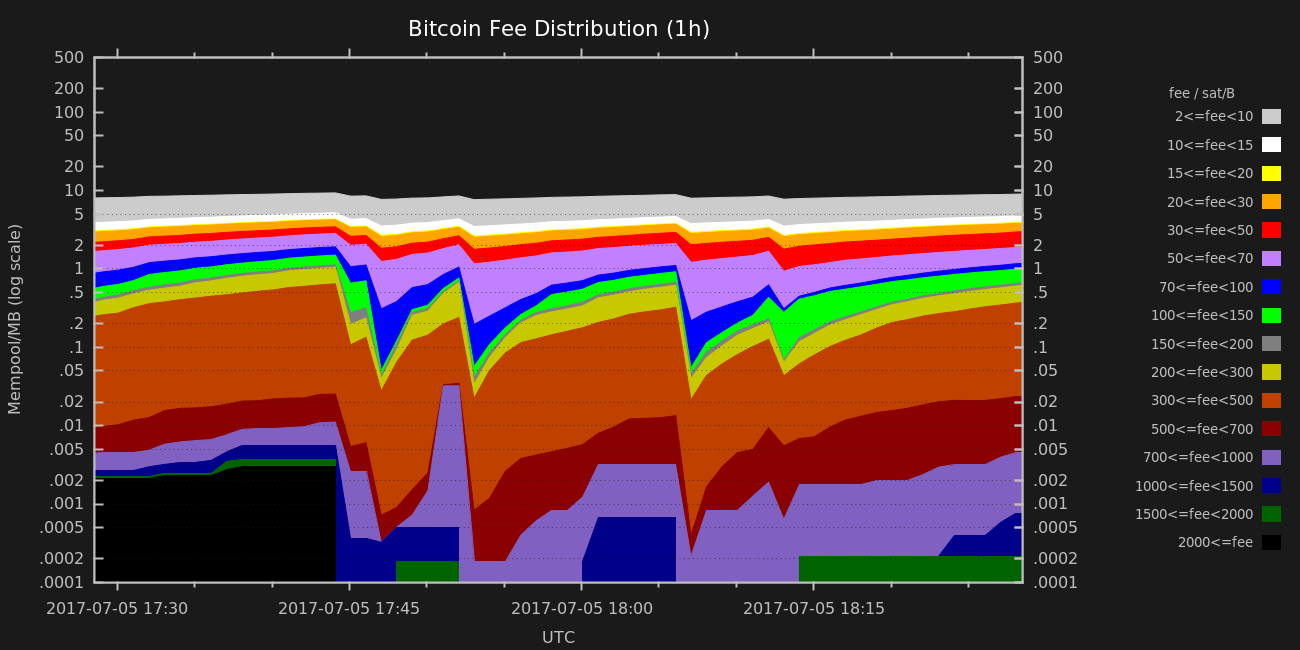 Bitcoin Fee Distribution (1h)
500 500
200 200
100 100
50 50
20 20
10 10
5 5
2 2
1 1
.5 .5
.2 .2
.1 .1
.05 .05
.02 .02
.01 .01
.005 .005
.002 .002
.001 .001
.0005 .0005
.0002 .0002
.0001 .0001
Mempool/MB (log scale)
2017-07-05 17:30 2017-07-05 17:45 2017-07-05 18:00 2017-07-05 18:15
UTC
fee / sat/B
2<=fee<10
10<=fee<15
15<=fee<20
20<=fee<30
30<=fee<50
50<=fee<70
70<=fee<100
100<=fee<150
150<=fee<200
200<=fee<300
300<=fee<500
500<=fee<700
700<=fee<1000
1000<=fee<1500
1500<=fee<2000
2000<=fee